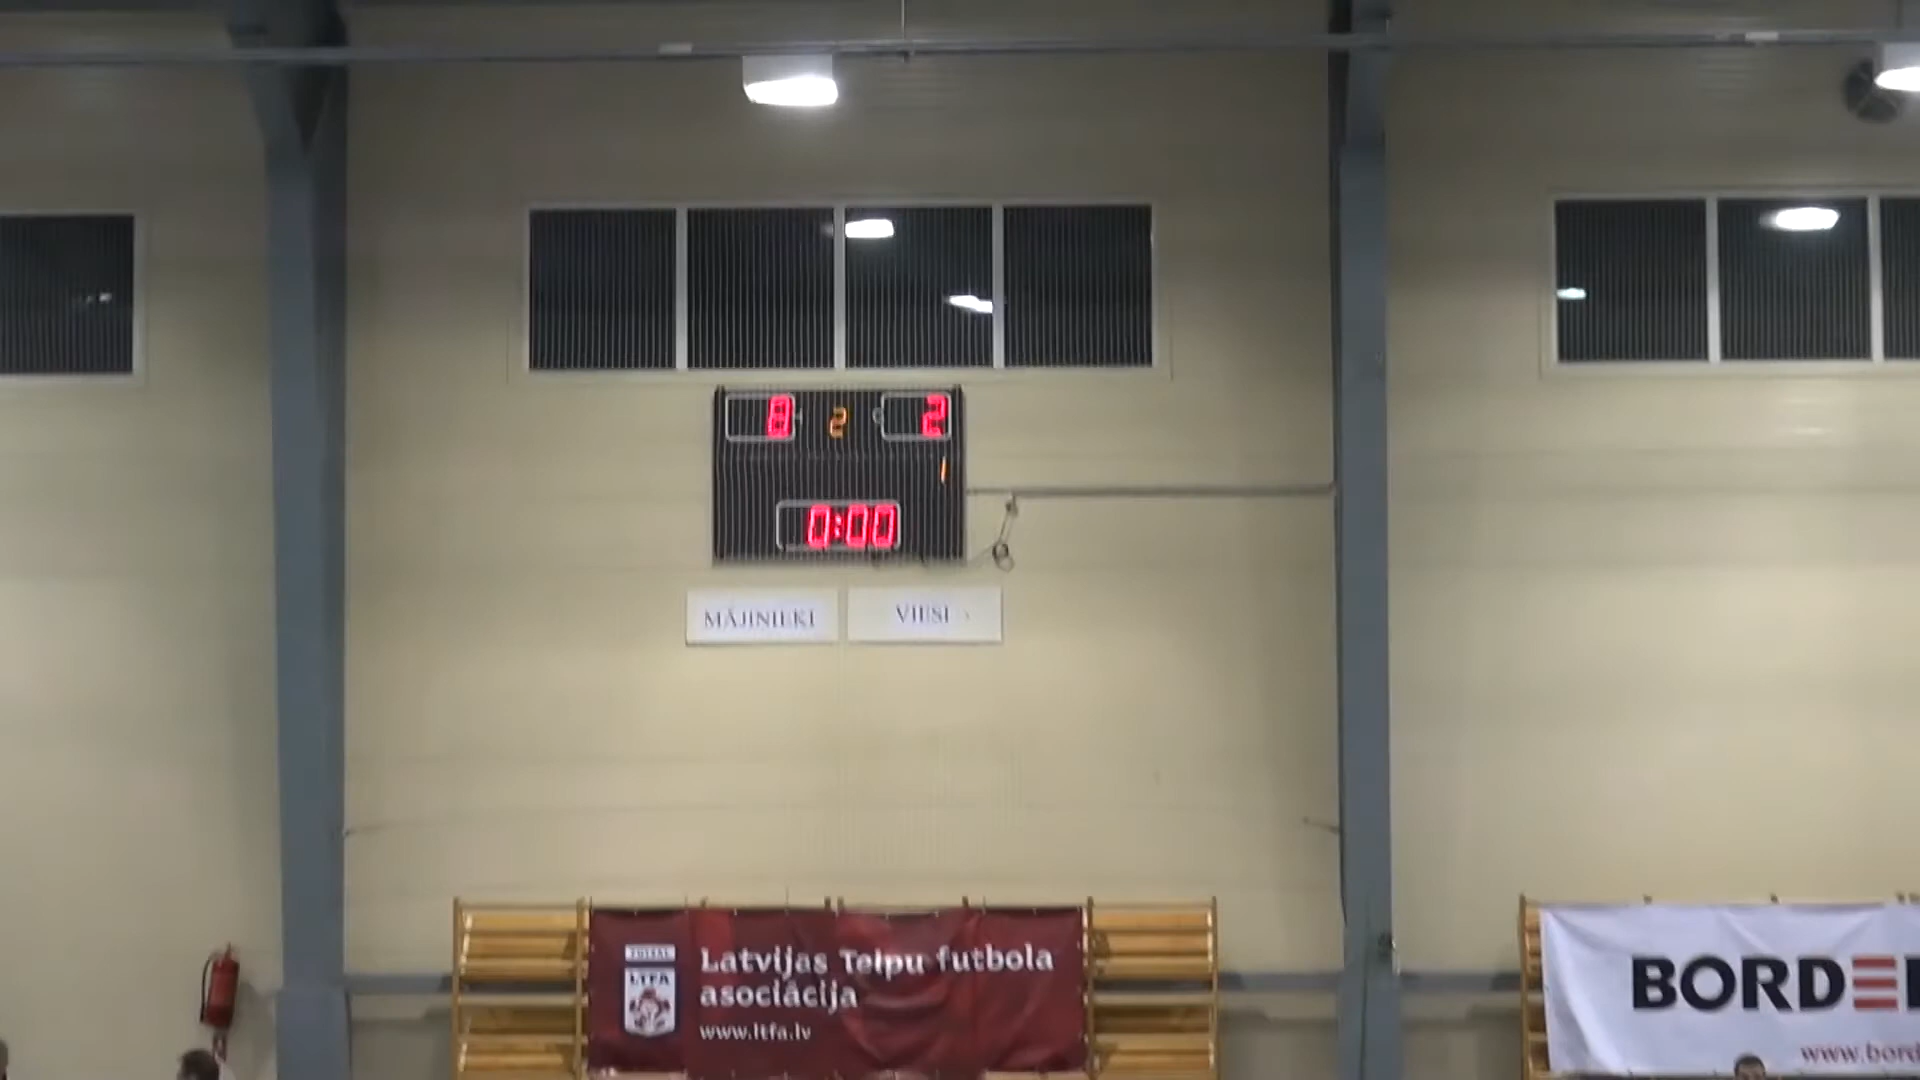 8 2 2
1
0:00
MĀJINIEKI VIESI
Latvijas Telpu futbola
asociācija
www.ltfa.lv
LTFA
BORDE
www.bord